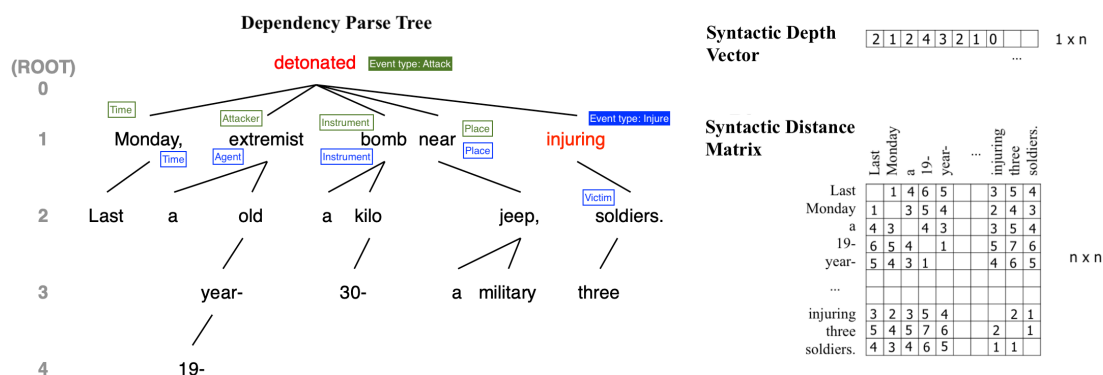 Dependency Parse Tree
(ROOT)
0
detonated
Event type: Attack
Time
Attacker
Instrument
Place
Event type: Injure
1
Monday,
extremist
bomb
near
injuring
Time
Agent
Instrument
Place
Victim
2
Last
a
old
a
kilo
jeep,
soldiers.
3
year-
30-
a
military
three
4
19-
Syntactic Depth
Vector
2 1 2 4 3 2 1 0
1 x n
...
Syntactic Distance
Matrix
Last Monday a 19- year- ... injuring three soldiers.
Last 1 4 6 5 3 5 4
Monday 1 3 5 4 2 4 3
a 4 3 4 3 3 5 4
19- 6 5 4 1 5 7 6
year- 5 4 3 1 4 6 5
...
injuring 3 2 3 5 4 2 1
three 5 4 5 7 6 2 1
soldiers. 4 3 4 6 5 1 1
n x n